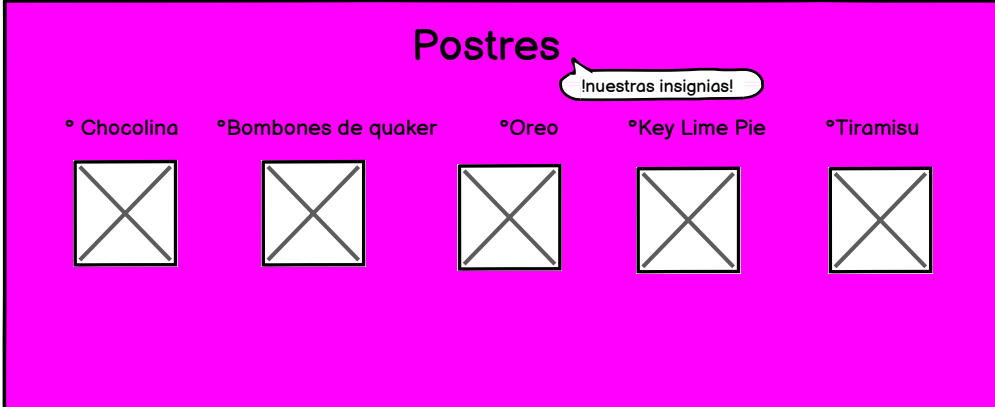 Postres
!nuestras insignias!
° Chocolina
°Bombones de quaker
°Oreo
°Key Lime Pie
°Tiramisu